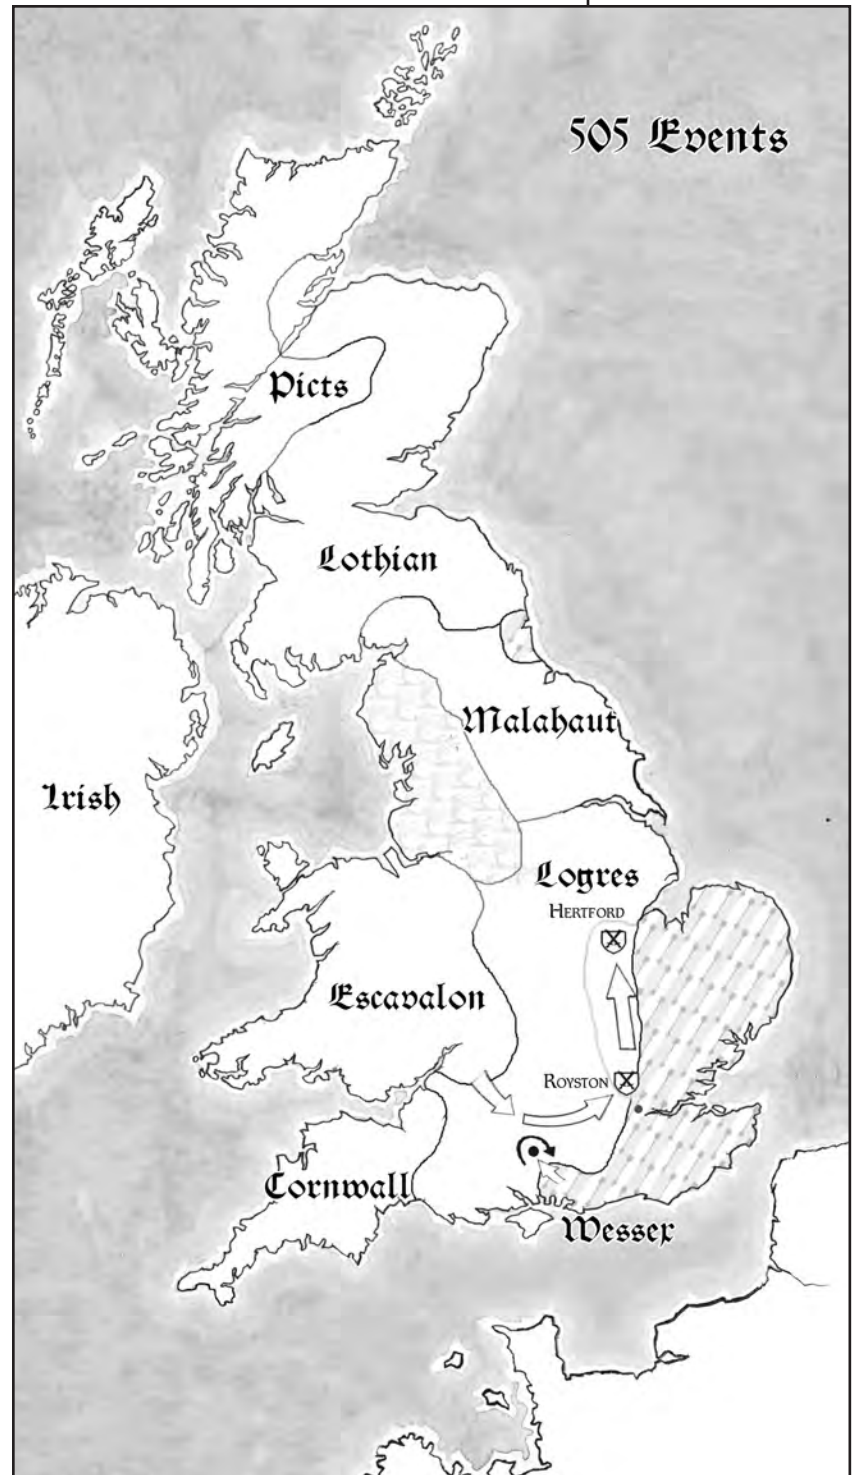 505 Events
Picts
Lothian
Malahaut
Irish
Logres
Hertford
Escavalon
Royston
Cornwall
Wessex